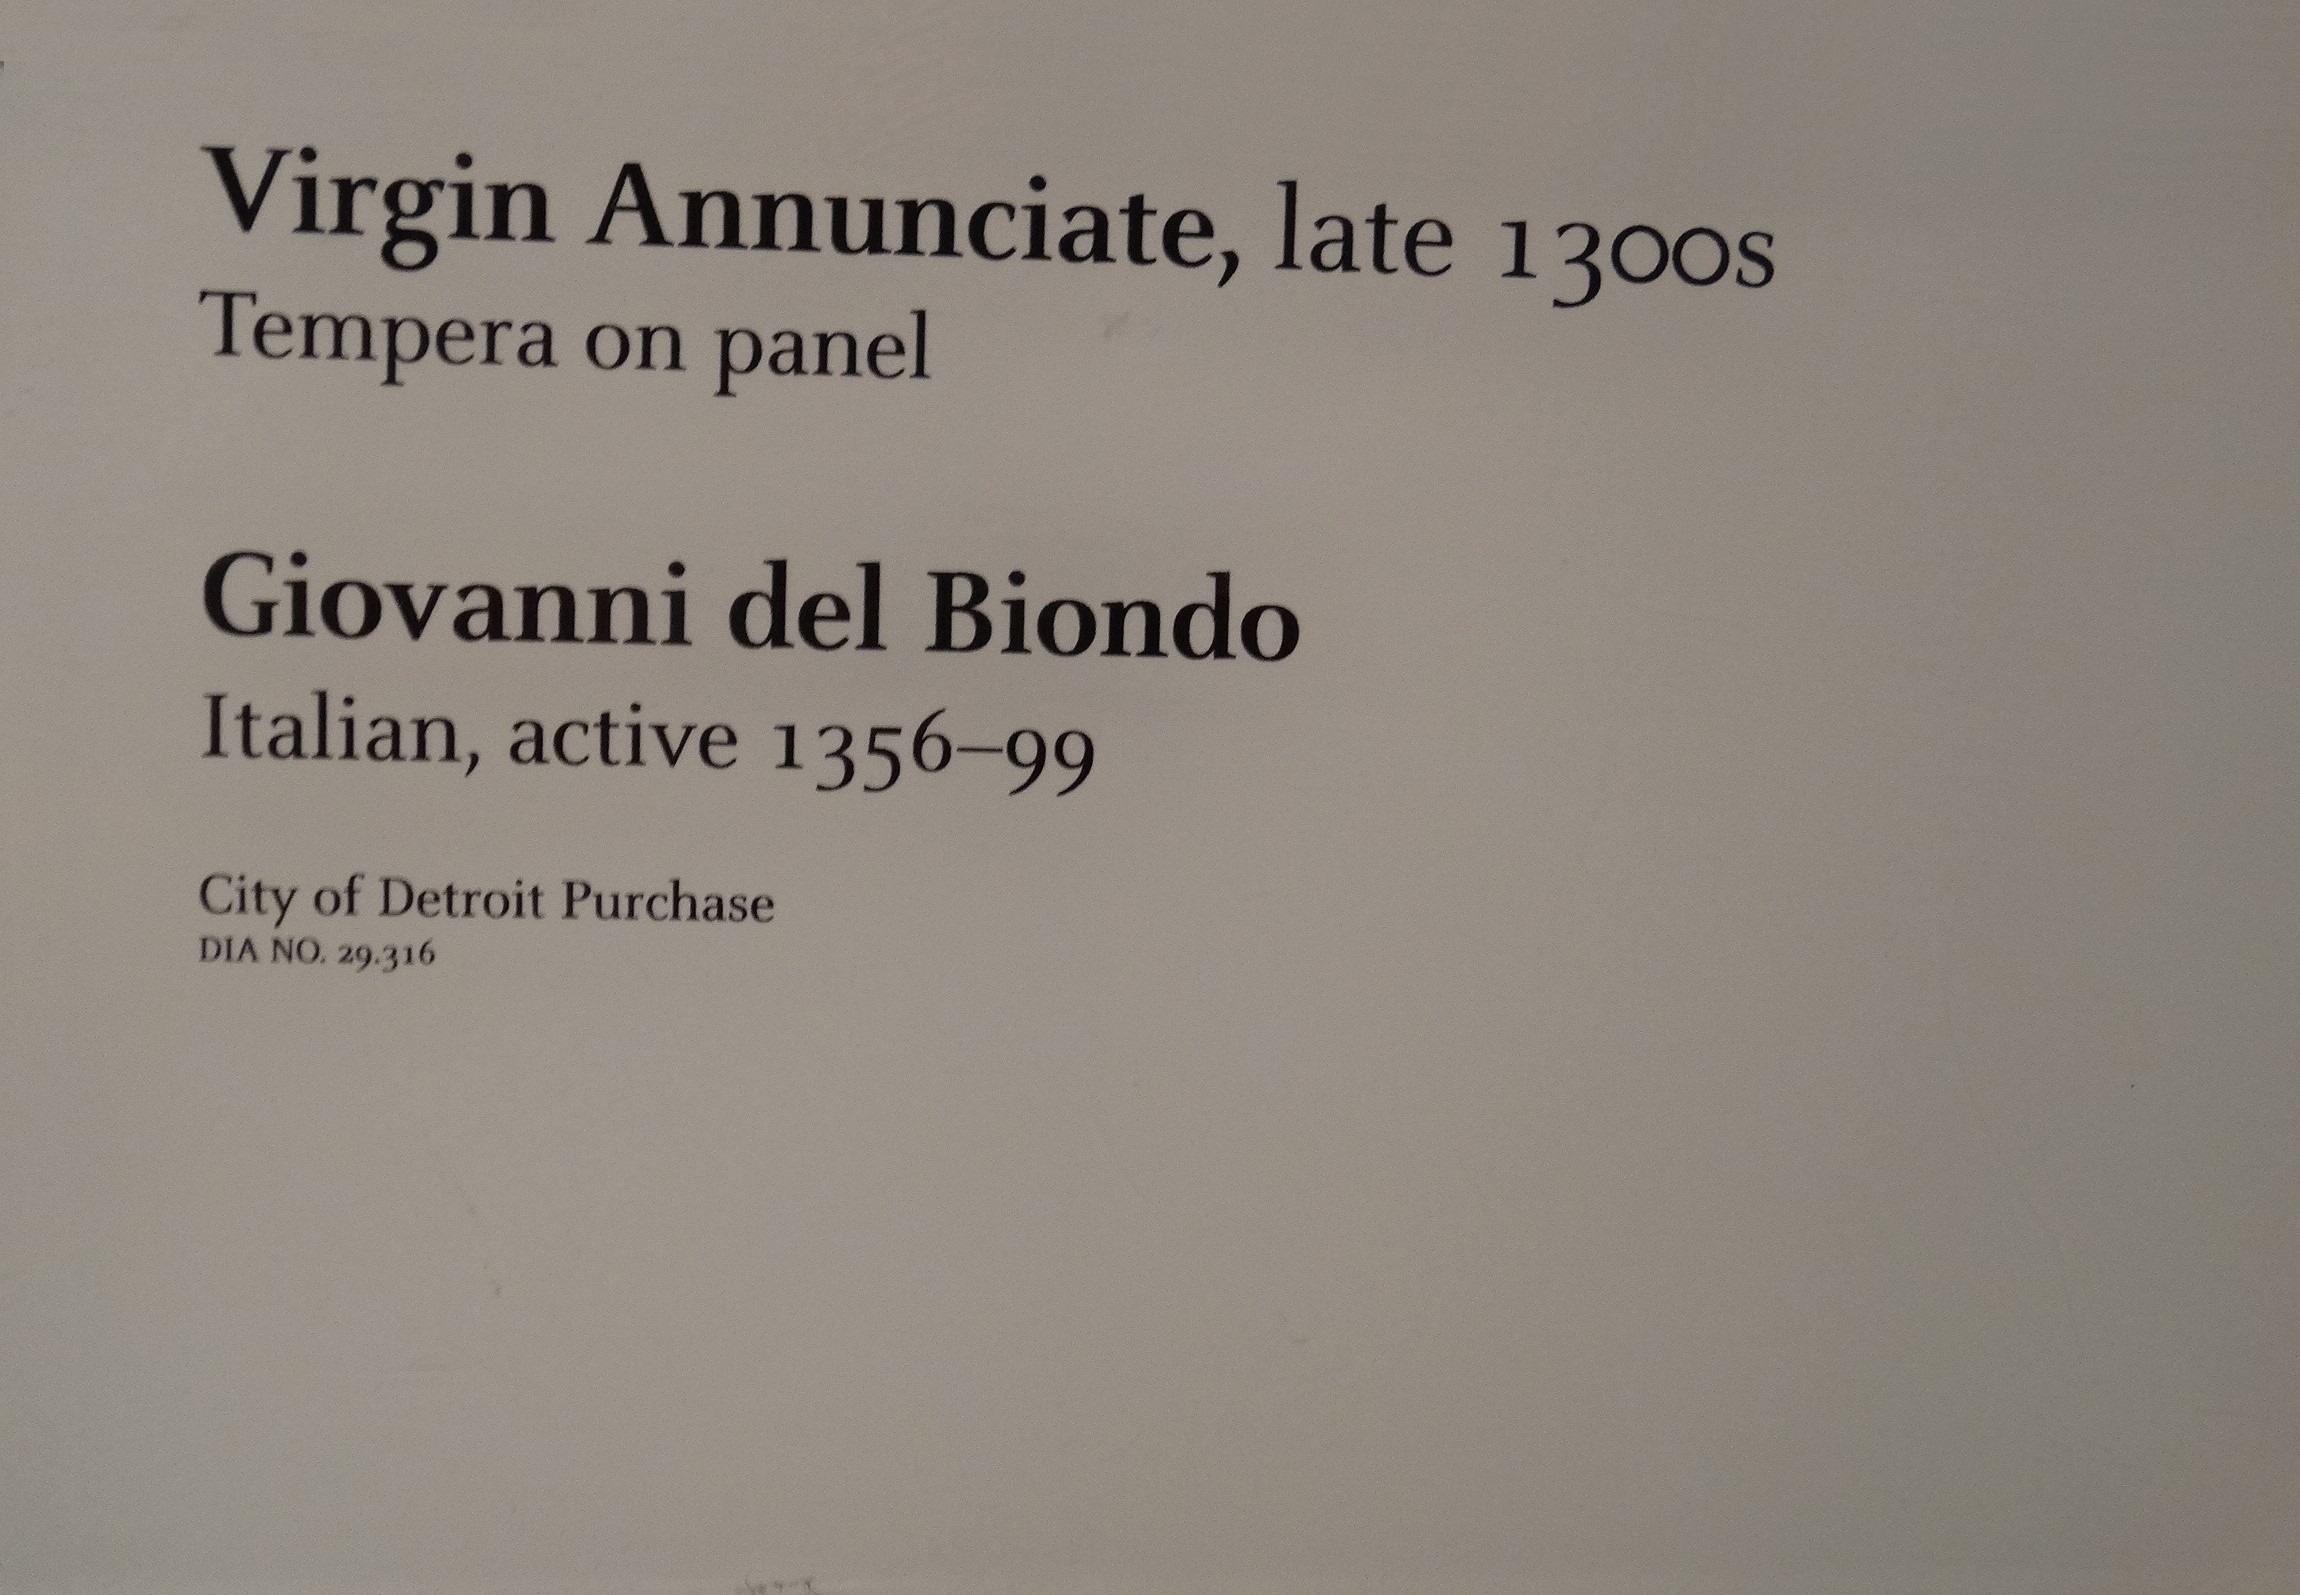 Virgin Annunciate, late 1300s
Tempera on panel
Giovanni del Biondo
Italian, active 1356–99
City of Detroit Purchase
DIA NO. 29.316